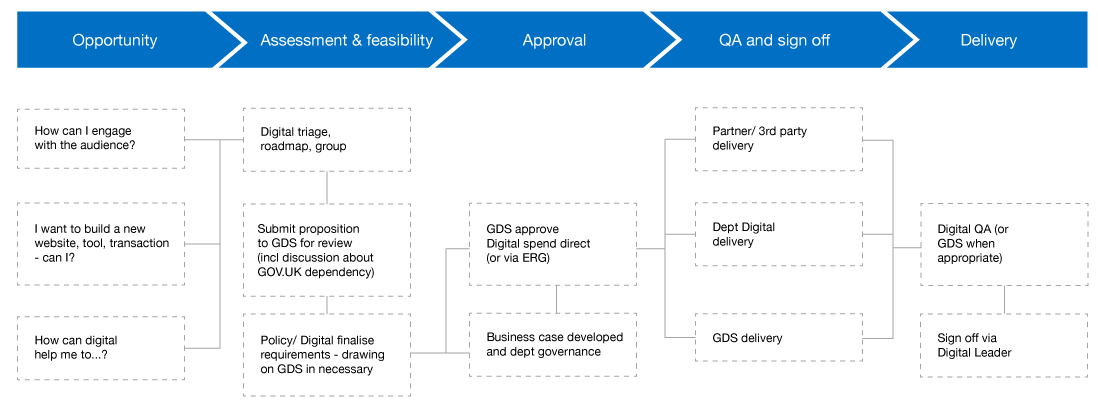 Opportunity
Assessment & feasibility
Approval
QA and sign off
Delivery
How can I engage
with the audience?
I want to build a new
website, tool, transaction
- can I?
How can digital
help me to...?
Digital triage,
roadmap, group
Submit proposition
to GDS for review
(incl discussion about
GOV.UK dependency)
Policy/ Digital finalise
requirements - drawing
on GDS in necessary
GDS approve
Digital spend direct
(or via ERG)
Business case developed
and dept governance
Partner/ 3rd party
delivery
Dept Digital
delivery
GDS delivery
Digital QA (or
GDS when
appropriate)
Sign off via
Digital Leader